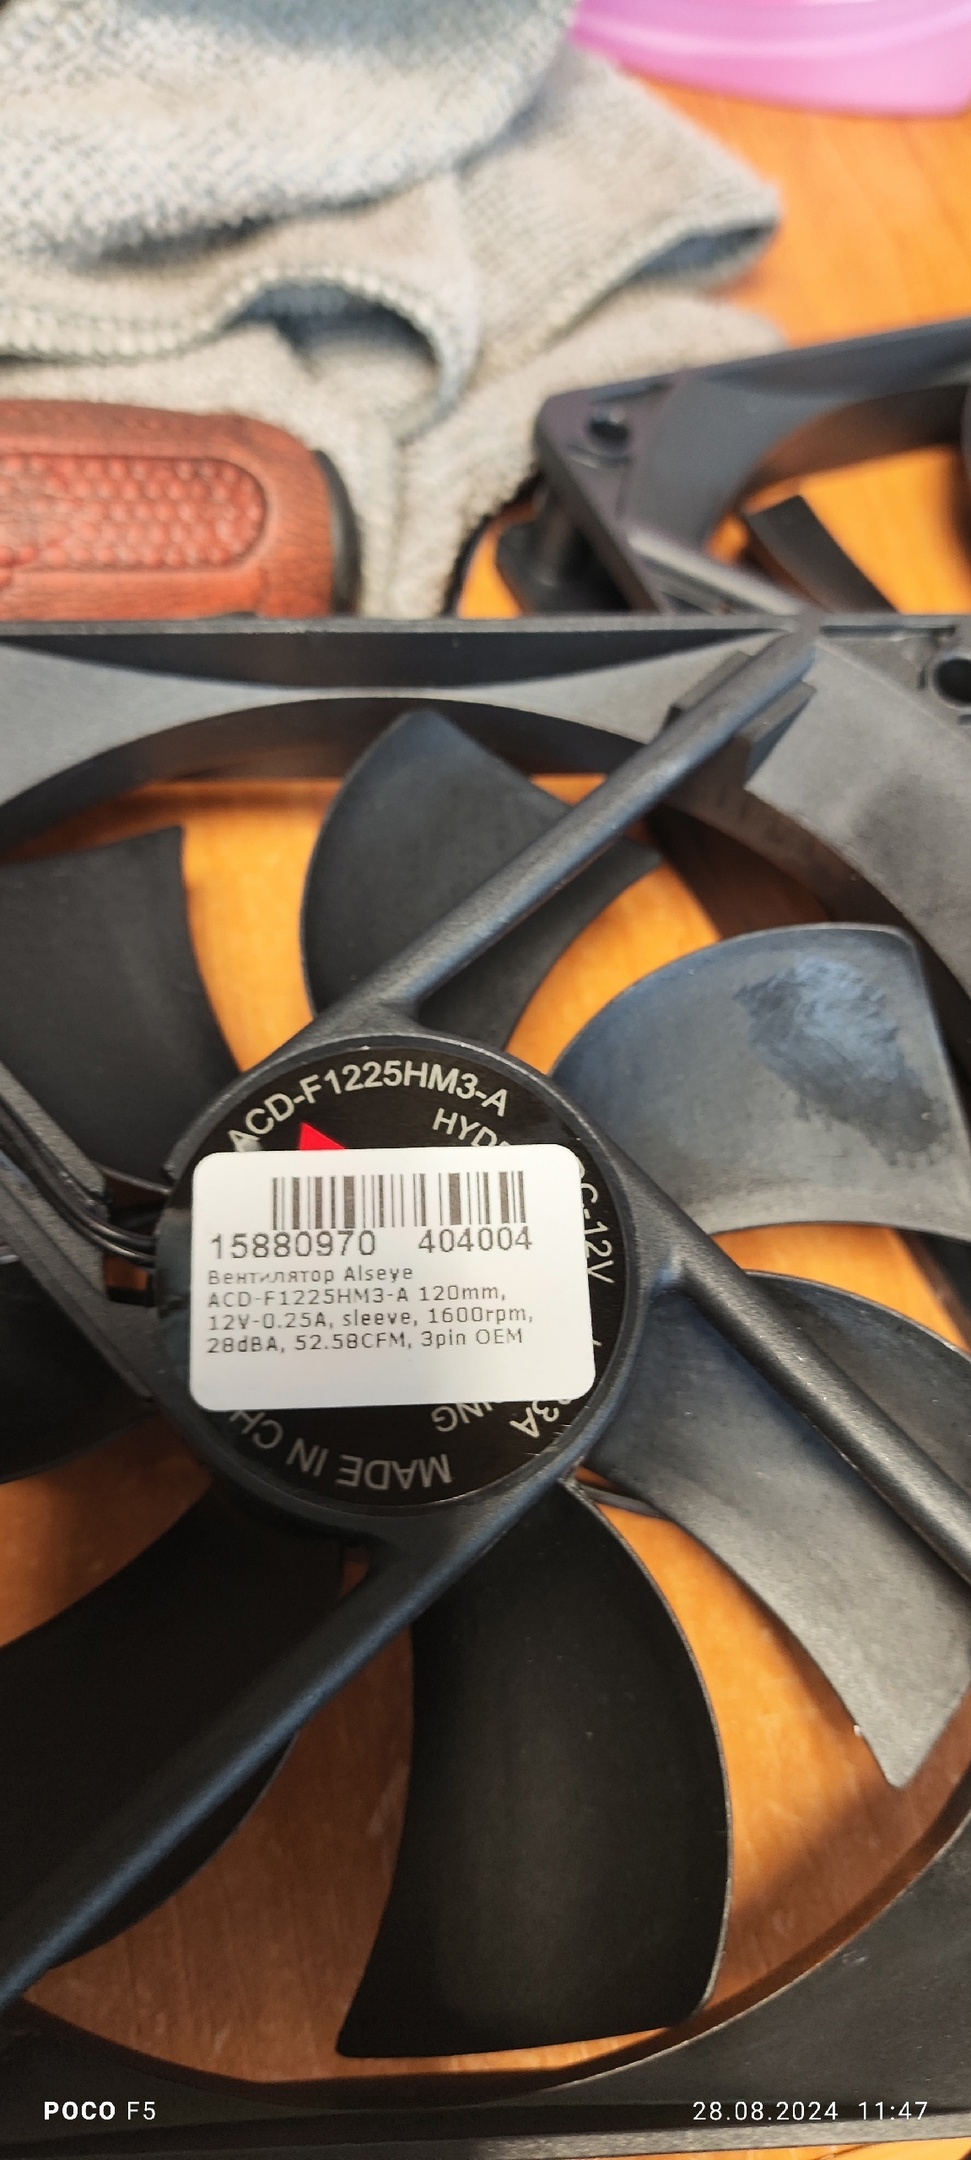 ACD-F1225HM3-A
15880970 404004
Вентилятор Alseye
ACD-F1225HM3-A 120mm,
12V-0.25A, sleeve, 1600rpm,
28dBA, 52.58CFM, 3pin OEM
MADE IN
POCO F5
28.08.2024 11:47